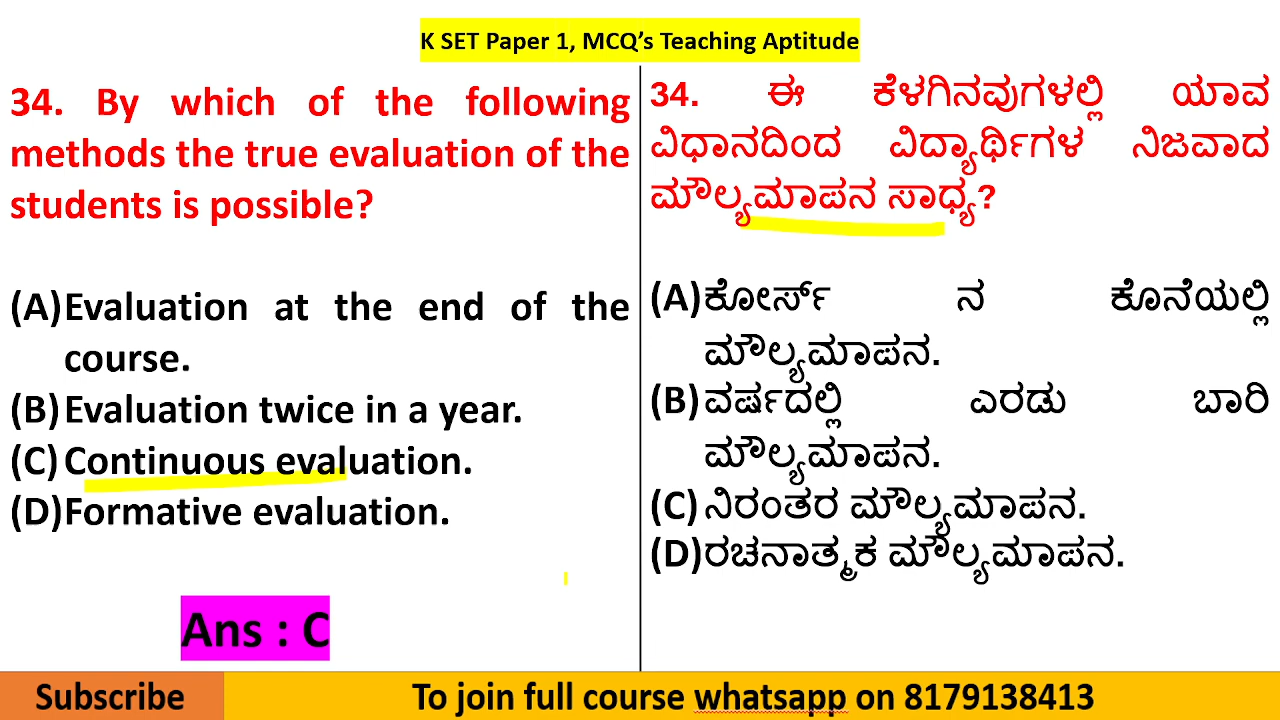 K SET Paper 1, MCQ's Teaching Aptitude
34. By which of the following
methods the true evaluation of the
students is possible?
(A) Evaluation at the end of the
course.
(B) Evaluation twice in a year.
(C) Continuous evaluation.
(D) Formative evaluation.
Ans : C
34. ಈ ಕೆಳಗಿನವುಗಳಲ್ಲಿ ಯಾವ
ವಿಧಾನದಿಂದ ವಿದ್ಯಾರ್ಥಿಗಳ ನಿಜವಾದ
ಮೌಲ್ಯಮಾಪನ ಸಾಧ್ಯ?
(A) ಕೋರ್ಸ್ ನ ಕೊನೆಯಲ್ಲಿ
ಮೌಲ್ಯಮಾಪನ.
(B) ವರ್ಷದಲ್ಲಿ ಎರಡು ಬಾರಿ
ಮೌಲ್ಯಮಾಪನ.
(C) ನಿರಂತರ ಮೌಲ್ಯಮಾಪನ.
(D) ರಚನಾತ್ಮಕ ಮೌಲ್ಯಮಾಪನ.
Subscribe
To join full course whatsapp on 8179138413